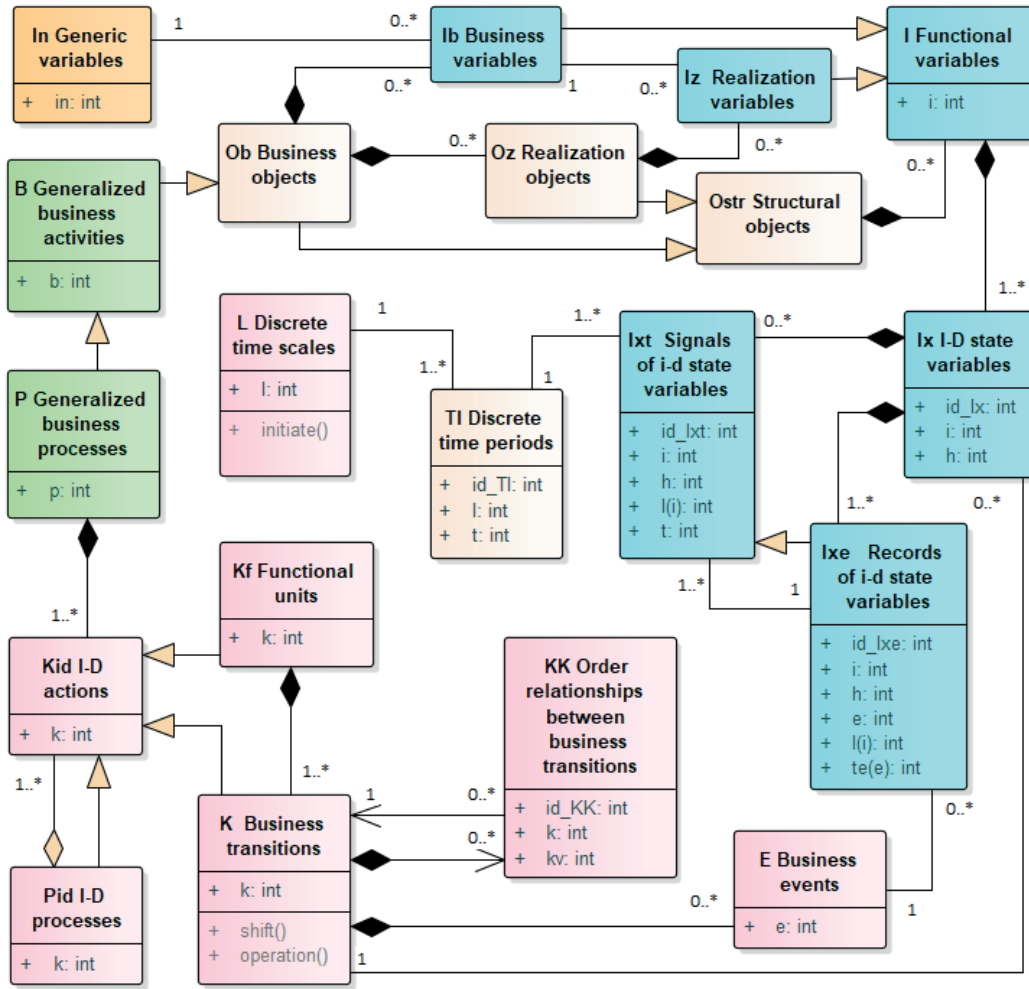 In Generic
variables
+ in: int
1
0..*
Ib Business
variables
I Functional
variables
+ i: int
0..*
1
0..*
Iz Realization
variables
Ob Business
objects
0..*
Oz Realization
objects
0..*
0..*
Ostr Structural
objects
B Generalized
business
activities
+ b: int
1..*
L Discrete
time scales
+ l: int
+ initiate()
1
1..*
1..*
1
Ixt Signals
of i-d state
variables
+ id_Ixt: int
+ i: int
+ h: int
+ l(i): int
+ t: int
0..*
Ix I-D state
variables
+ id_Ix: int
+ i: int
+ h: int
P Generalized
business
processes
+ p: int
Tl Discrete
time periods
+ id_Tl: int
+ l: int
+ t: int
1..*
0..*
Ixe Records
of i-d state
variables
+ id_Ixe: int
+ i: int
+ h: int
+ e: int
+ l(i): int
+ te(e): int
1..*
1
1..*
Kf Functional
units
+ k: int
Kid I-D
actions
+ k: int
KK Order
relationships
between
business
transitions
+ id_KK: int
+ k: int
+ kv: int
1..*
1..*
1
0..*
0..*
K Business
transitions
+ k: int
+ shift()
+ operation()
0..*
E Business
events
+ e: int
Pid I-D
processes
+ k: int
0..*
1
1